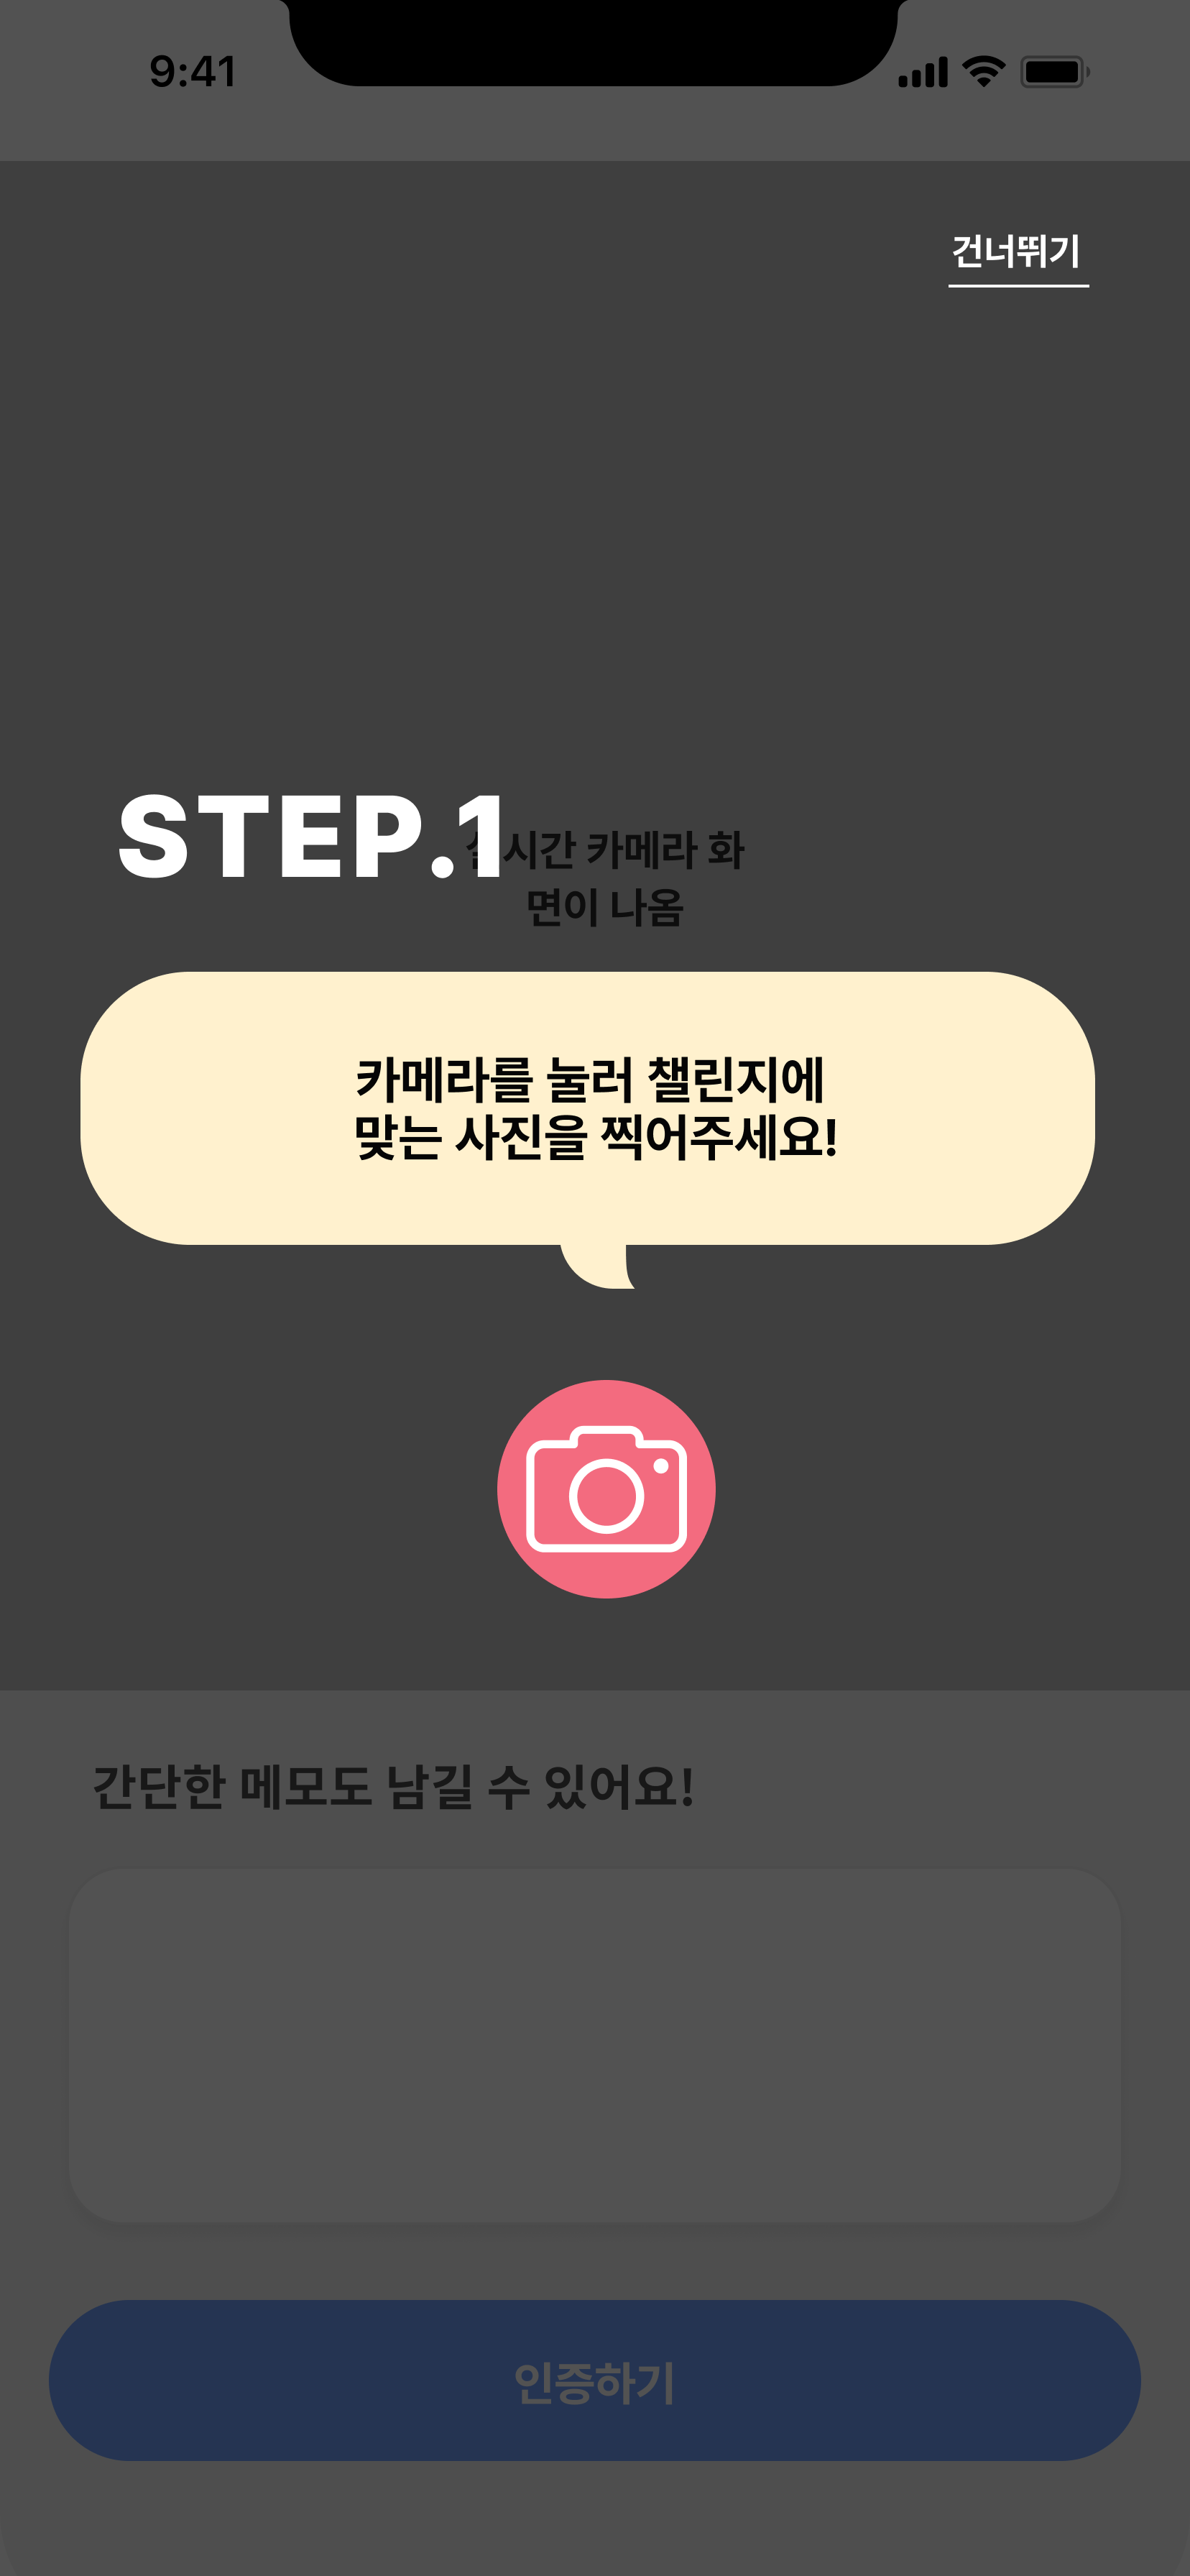 9:41
건너뛰기
STEP.1
실시간 카메라 화
면이 나옴
카메라를 눌러 챌린지에
맞는 사진을 찍어주세요!
간단한 메모도 남길 수 있어요!
인증하기